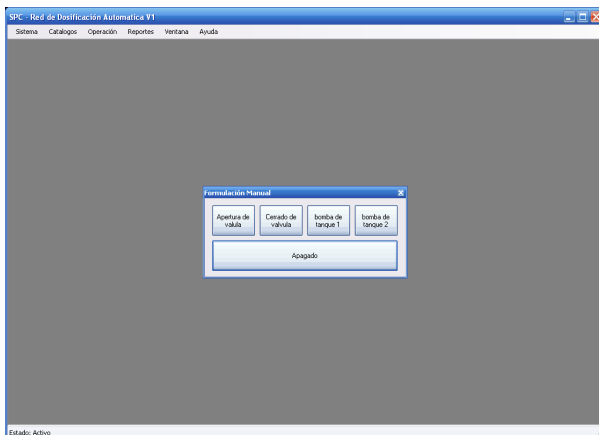 SPC - Red de Dosificación Automatica V1
Sistema Catalogos Operación Reportes Ventana Ayuda
Formulación Manual
Apertura de
valula
Cerrado de
valvula
bomba de
tanque 1
bomba de
tanque 2
Apagado
Estado: Activo